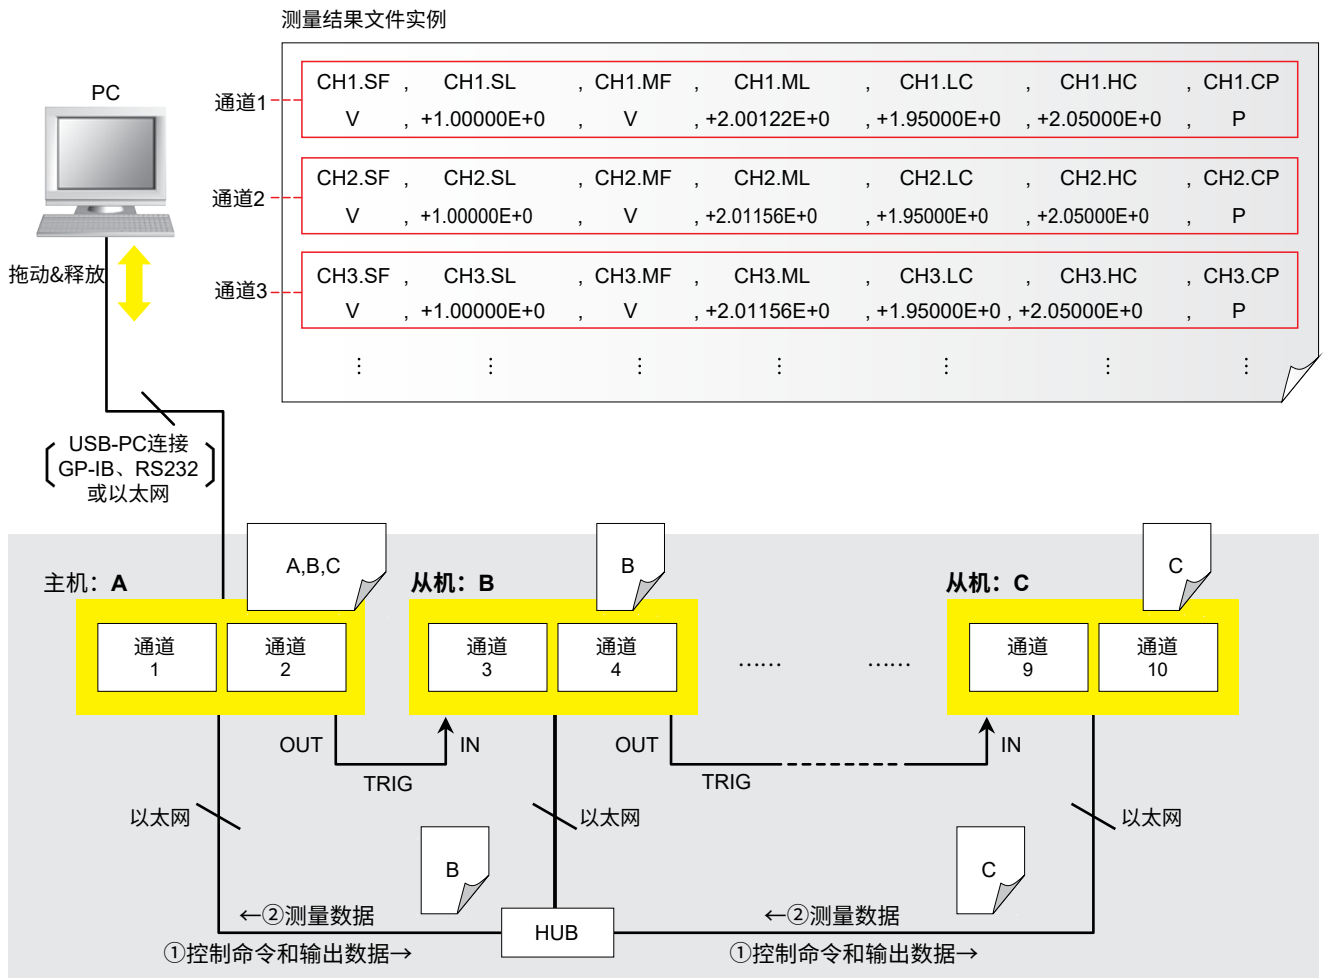 测量结果文件实例
PC
通道1
CH1.SF , CH1.SL , CH1.MF , CH1.ML , CH1.LC , CH1.HC , CH1.CP
V , +1.00000E+0 , V , +2.00122E+0 , +1.95000E+0 , +2.05000E+0 , P
通道2
CH2.SF , CH2.SL , CH2.MF , CH2.ML , CH2.LC , CH2.HC , CH2.CP
V , +1.00000E+0 , V , +2.01156E+0 , +1.95000E+0 , +2.05000E+0 , P
拖动&释放
通道3
CH3.SF , CH3.SL , CH3.MF , CH3.ML , CH3.LC , CH3.HC , CH3.CP
V , +1.00000E+0 , V , +2.01156E+0 , +1.95000E+0 , +2.05000E+0 , P
⋮ ⋮ ⋮ ⋮ ⋮ ⋮ ⋮
USB-PC连接
GP-IB、RS232
或以太网
A,B,C
B
C
主机：A
从机：B
从机：C
通道
1
通道
2
通道
3
通道
4
······ ······
通道
9
通道
10
OUT
IN
OUT
IN
TRIG
TRIG
以太网
以太网
以太网
B
C
←②测量数据
←②测量数据
HUB
①控制命令和输出数据→
①控制命令和输出数据→